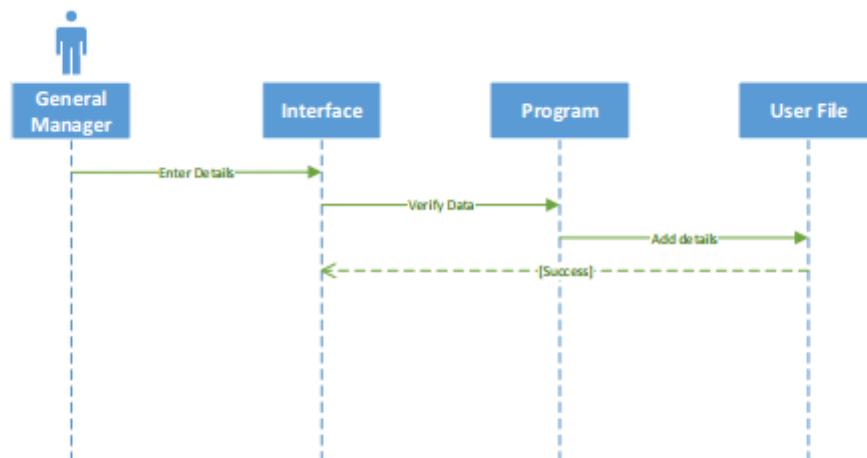 General
Manager
Interface
Program
User File
Enter Details
Verify Data
Add details
[Success]